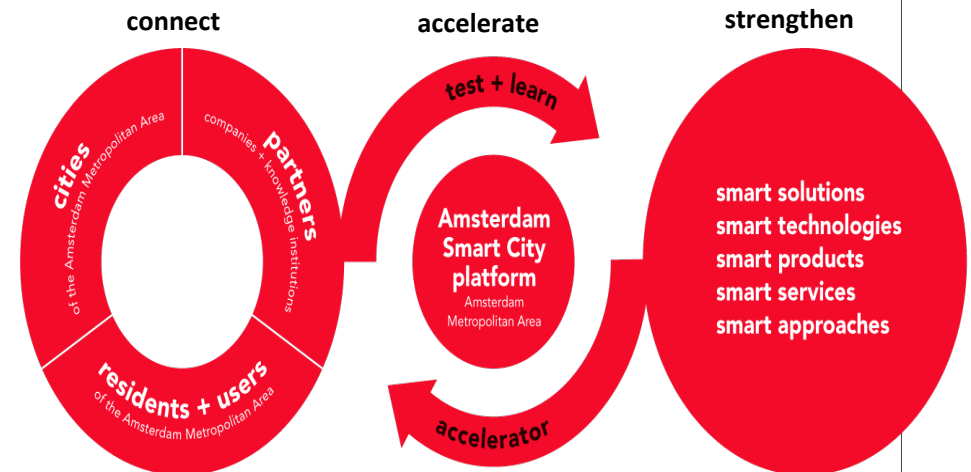 connect
accelerate
strengthen
cities
of the Amsterdam Metropolitan Area
partners
companies + knowledge institutions
residents + users
of the Amsterdam Metropolitan Area
test + learn
Amsterdam
Smart City
platform
Amsterdam
Metropolitan Area
accelerator
smart solutions
smart technologies
smart products
smart services
smart approaches